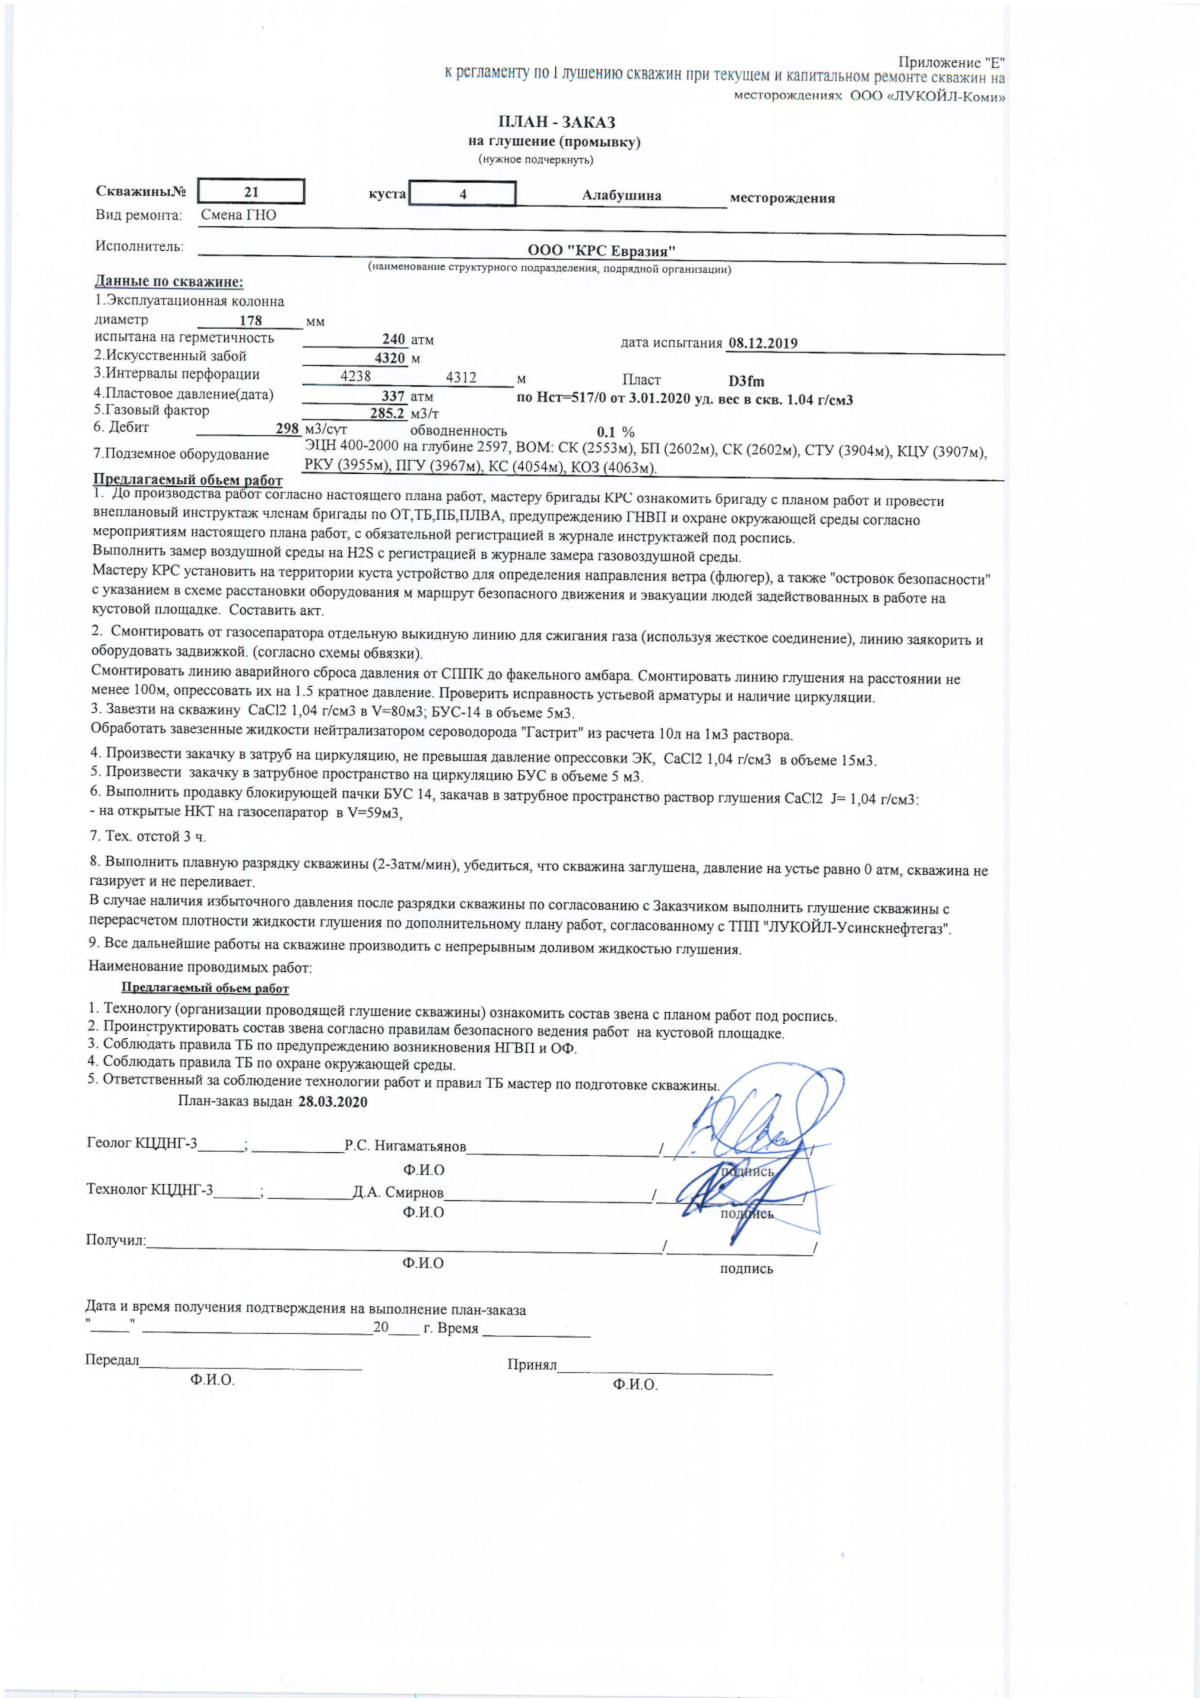 Приложение "Е"
к регламенту по Глушению скважин при текущем и капитальном ремонте скважин на
месторождениях ООО «ЛУКОЙЛ-Коми»
ПЛАН - ЗАКАЗ
на глушение (промывку)
(нужное подчеркнуть)
Скважины№ 21 куста 4 Алабушина месторождения
Вид ремонта: Смена ГНО
Исполнитель: ООО "КРС Евразия"
(наименование структурного подразделения, подрядной организации)
Данные по скважине:
1.Эксплуатационная колонна
диаметр 178 мм
испытана на герметичность 240 атм дата испытания 08.12.2019
2.Искусственный забой 4320 м
3.Интервалы перфорации 4238 4312 м Пласт D3fm
4.Пластовое давление(дата) 337 атм по Нст=517/0 от 3.01.2020 уд. вес в скв. 1.04 г/см3
5.Газовый фактор 285.2 м3/т
6. Дебит 298 м3/сут обводненность 0.1 %
7.Подземное оборудование ЭЦН 400-2000 на глубине 2597, ВОМ: СК (2553м), БП (2602м), СК (2602м), СТУ (3904м), КЦУ (3907м),
РКУ (3955м), ПГУ (3967м), КС (4054м), КОЗ (4063м).
Предлагаемый обьем работ
1. До производства работ согласно настоящего плана работ, мастеру бригады КРС ознакомить бригаду с планом работ и провести
внеплановый инструктаж членам бригады по ОТ,ТБ,ПБ,ПЛВА, предупреждению ГНВП и охране окружающей среды согласно
мероприятиям настоящего плана работ, с обязательной регистрацией в журнале инструктажей под роспись.
Выполнить замер воздушной среды на H2S с регистрацией в журнале замера газовоздушной среды.
Мастеру КРС установить на территории куста устройство для определения направления ветра (флюгер), а также "островок безопасности"
с указанием в схеме расстановки оборудования м маршрут безопасного движения и эвакуации людей задействованных в работе на
кустовой площадке. Составить акт.
2. Смонтировать от газосепаратора отдельную выкидную линию для сжигания газа (используя жесткое соединение), линию заякорить и
оборудовать задвижкой. (согласно схемы обвязки).
Смонтировать линию аварийного сброса давления от СППК до факельного амбара. Смонтировать линию глушения на расстоянии не
менее 100м, опрессовать их на 1.5 кратное давление. Проверить исправность устьевой арматуры и наличие циркуляции.
3. Завезти на скважину CaCl2 1,04 г/см3 в V=80м3; БУС-14 в объеме 5м3.
Обработать завезенные жидкости нейтрализатором сероводорода "Гастрит" из расчета 10л на 1м3 раствора.
4. Произвести закачку в затруб на циркуляцию, не превышая давление опрессовки ЭК, CaCl2 1,04 г/см3 в объеме 15м3.
5. Произвести закачку в затрубное пространство на циркуляцию БУС в объеме 5 м3.
6. Выполнить продавку блокирующей пачки БУС 14, закачав в затрубное пространство раствор глушения CaCl2 J= 1,04 г/см3:
- на открытые НКТ на газосепаратор в V=59м3,
7. Тех. отстой 3 ч.
8. Выполнить плавную разрядку скважины (2-3атм/мин), убедиться, что скважина заглушена, давление на устье равно 0 атм, скважина не
газирует и не переливает.
В случае наличия избыточного давления после разрядки скважины по согласованию с Заказчиком выполнить глушение скважины с
перерасчетом плотности жидкости глушения по дополнительному плану работ, согласованному с ТПП "ЛУКОЙЛ-Усинскнефтегаз".
9. Все дальнейшие работы на скважине производить с непрерывным доливом жидкостью глушения.
Наименование проводимых работ:
Предлагаемый обьем работ
1. Технологу (организации проводящей глушение скважины) ознакомить состав звена с планом работ под роспись.
2. Проинструктировать состав звена согласно правилам безопасного ведения работ на кустовой площадке.
3. Соблюдать правила ТБ по предупреждению возникновения НГВП и ОФ.
4. Соблюдать правила ТБ по охране окружающей среды.
5. Ответственный за соблюдение технологии работ и правил ТБ мастер по подготовке скважины.
План-заказ выдан 28.03.2020
Геолог КЦДНГ-3______; ____________Р.С. Нигаматьянов__________/__________/
Ф.И.О подпись
Технолог КЦДНГ-3______; ___________Д.А. Смирнов__________/__________/
Ф.И.О подпись
Получил:__________/__________/
Ф.И.О подпись
Дата и время получения подтверждения на выполнение план-заказа
"_____" __________20____ г. Время __________
Передал__________ Принял__________
Ф.И.О. Ф.И.О.